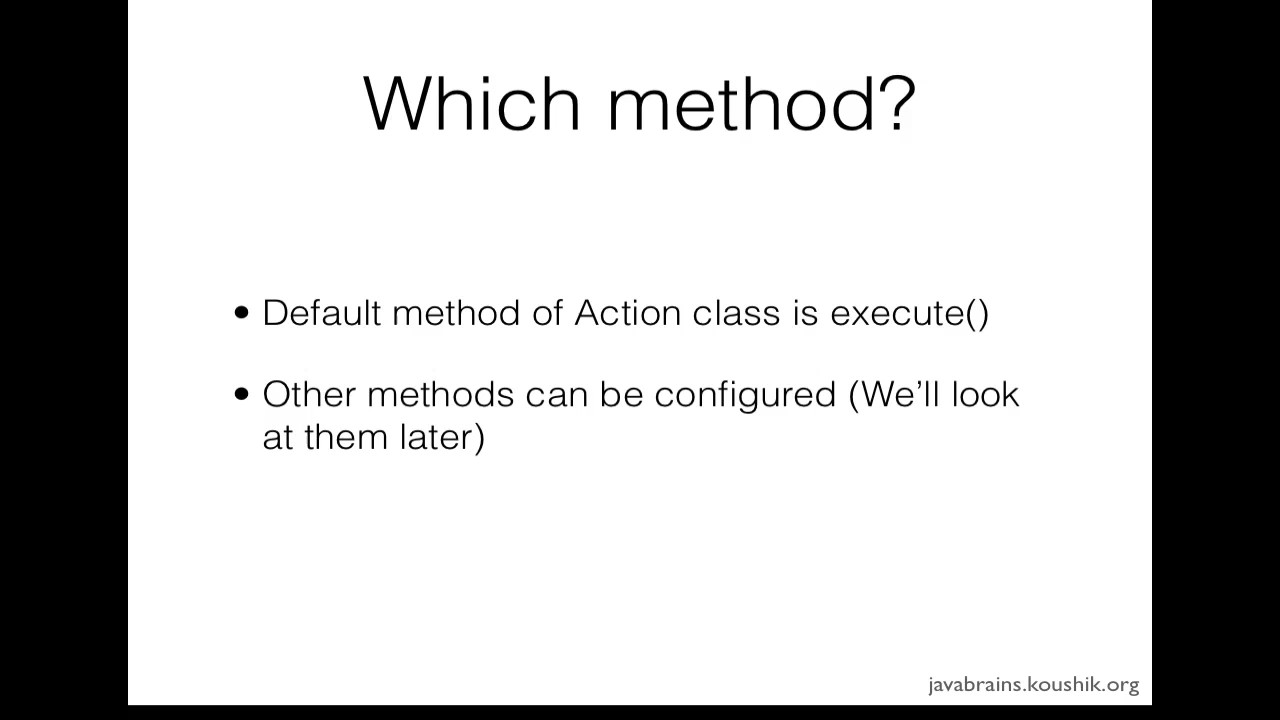 Which method?
• Default method of Action class is execute()
• Other methods can be configured (We’ll look
at them later)
javabrains.koushik.org